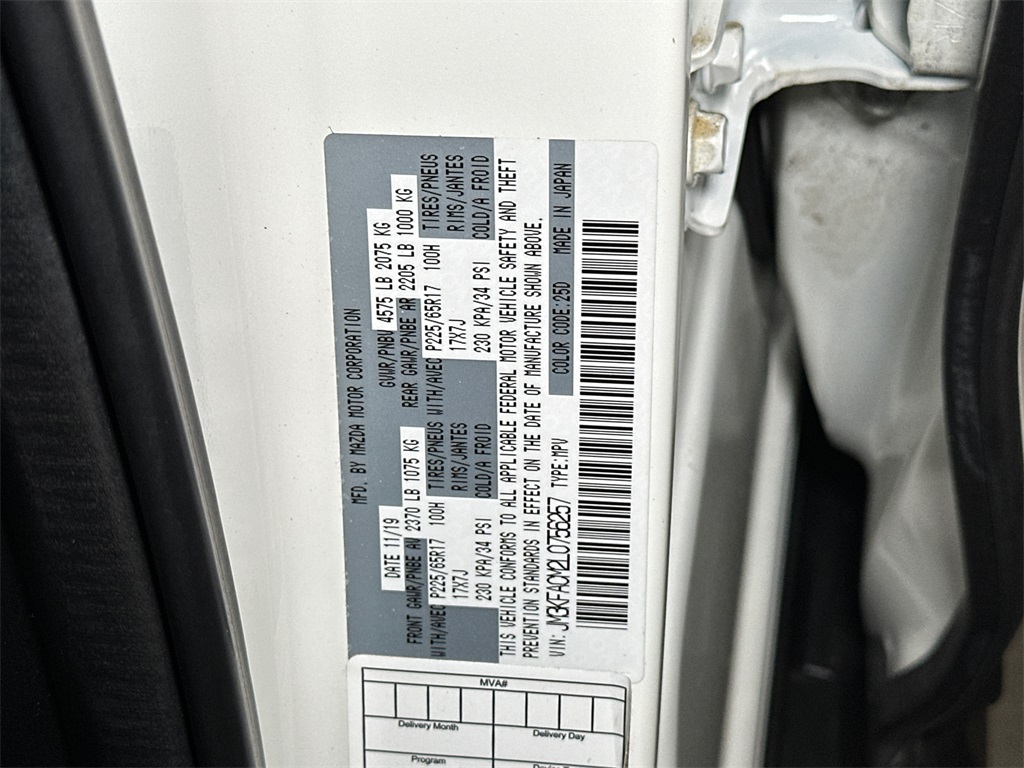 MFD. BY MAZDA MOTOR CORPORATION
DATE 11/19 GVWR/PNBV 4575 LB 2075 KG
FRONT GAWR/PNBE AV 2370 LB 1075 KG REAR GAWR/PNBE AR 2205 LB 1000 KG
WITH/AVEC P225/65R17 100H TIRES/PNEUS WITH/AVEC P225/65R17 100H TIRES/PNEUS
17X7J RIMS/JANTES 17X7J RIMS/JANTES
230 KPA/34 PSI COLD/A FROID 230 KPA/34 PSI COLD/A FROID
THIS VEHICLE CONFORMS TO ALL APPLICABLE FEDERAL MOTOR VEHICLE SAFETY AND THEFT
PREVENTION STANDARDS IN EFFECT ON THE DATE OF MANUFACTURE SHOWN ABOVE.
VIN: JM3KFACM2L0756257 TYPE:MPV COLOR CODE:25D MADE IN JAPAN
MVA#
Delivery Month Delivery Day
Program